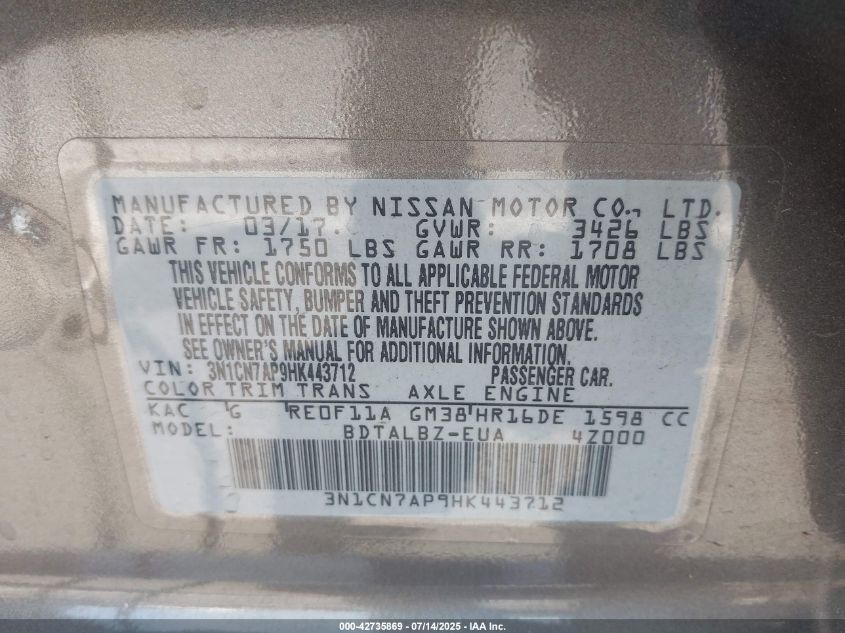 MANUFACTURED BY NISSAN MOTOR CO., LTD.
DATE: 03/17 GVWR: 3426 LBS
GAWR FR: 1750 LBS GAWR RR: 1708 LBS
THIS VEHICLE CONFORMS TO ALL APPLICABLE FEDERAL MOTOR
VEHICLE SAFETY, BUMPER AND THEFT PREVENTION STANDARDS
IN EFFECT ON THE DATE OF MANUFACTURE SHOWN ABOVE.
SEE OWNER'S MANUAL FOR ADDITIONAL INFORMATION.
VIN: 3N1CN7AP9HK443712 PASSENGER CAR.
COLOR TRIM TRANS AXLE ENGINE
KAC G RE0F11A GM38 HR16DE 1598 CC
MODEL: BDTALBZ-EUA 4Z000
3N1CN7AP9HK443712
000-42735869 / 07/14/2025 - IAA Inc.